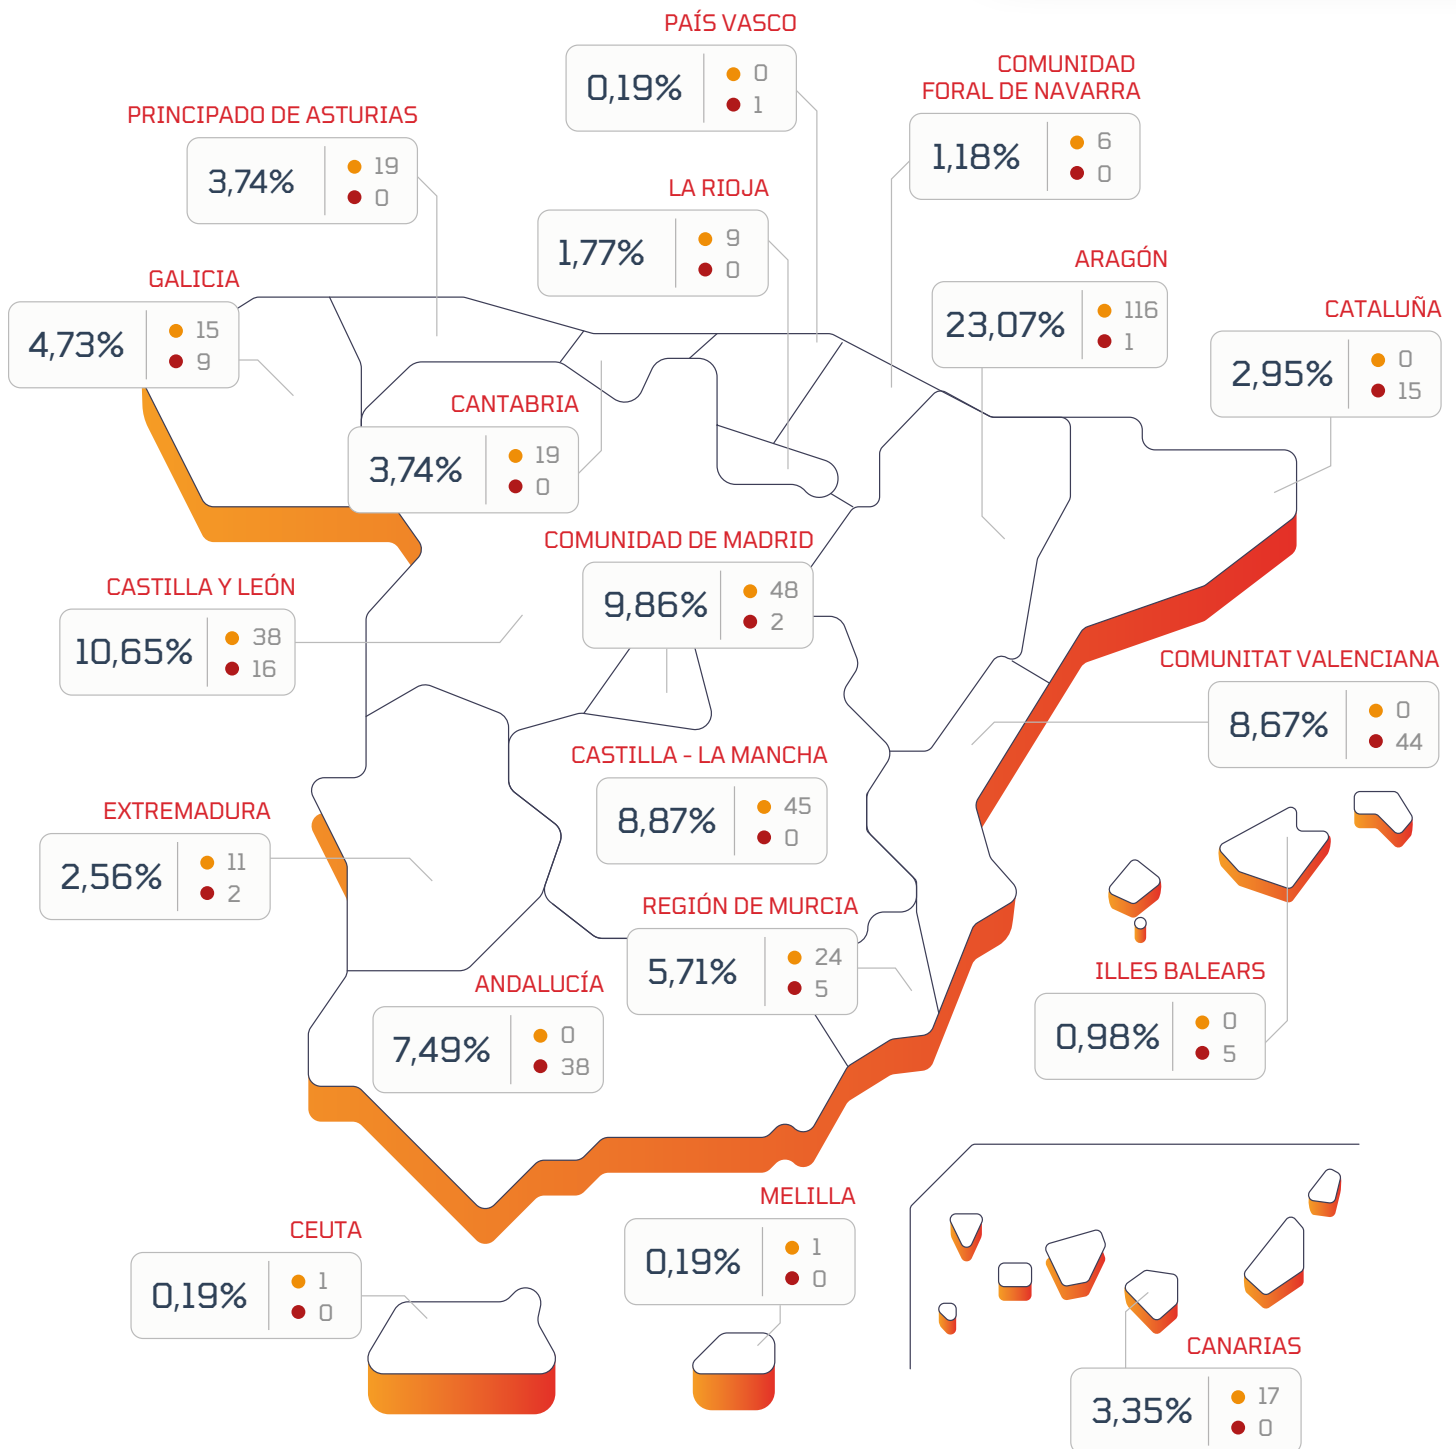 PAÍS VASCO
0,19%
0
1
COMUNIDAD
FORAL DE NAVARRA
1,18%
6
0
PRINCIPADO DE ASTURIAS
3,74%
19
0
LA RIOJA
1,77%
9
0
ARAGÓN
23,07%
116
1
GALICIA
4,73%
15
9
CATALUÑA
2,95%
0
15
CANTABRIA
3,74%
19
0
COMUNIDAD DE MADRID
9,86%
48
2
CASTILLA Y LEÓN
10,65%
38
16
COMUNITAT VALENCIANA
8,67%
0
44
CASTILLA - LA MANCHA
8,87%
45
0
EXTREMADURA
2,56%
11
2
REGIÓN DE MURCIA
5,71%
24
5
ILLES BALEARS
0,98%
0
5
ANDALUCÍA
7,49%
0
38
MELILLA
0,19%
1
0
CEUTA
0,19%
1
0
CANARIAS
3,35%
17
0